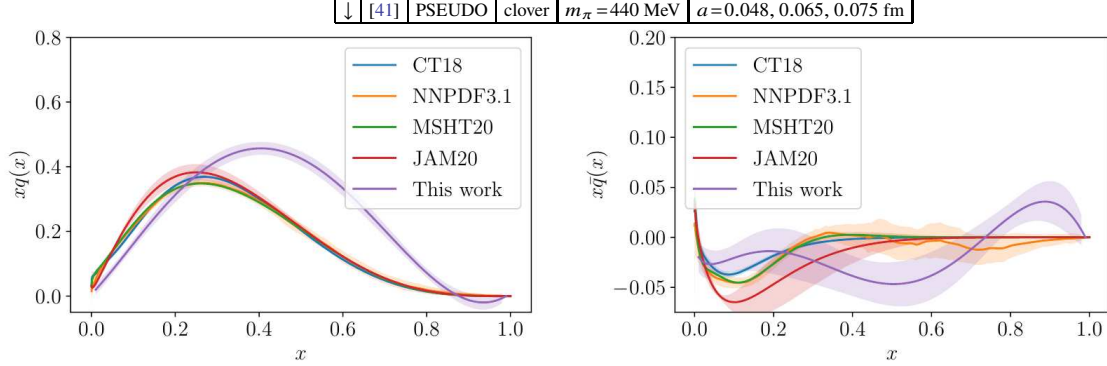 ↓ [41] PSEUDO clover m_π = 440 MeV a = 0.048, 0.065, 0.075 fm
0.8
0.6
0.4
0.2
0.0
xq(x)
CT18
NNPDF3.1
MSHT20
JAM20
This work
0.0 0.2 0.4 0.6 0.8 1.0
x
0.20
0.15
0.10
0.05
0.00
−0.05
xq̄(x)
CT18
NNPDF3.1
MSHT20
JAM20
This work
0.0 0.2 0.4 0.6 0.8 1.0
x